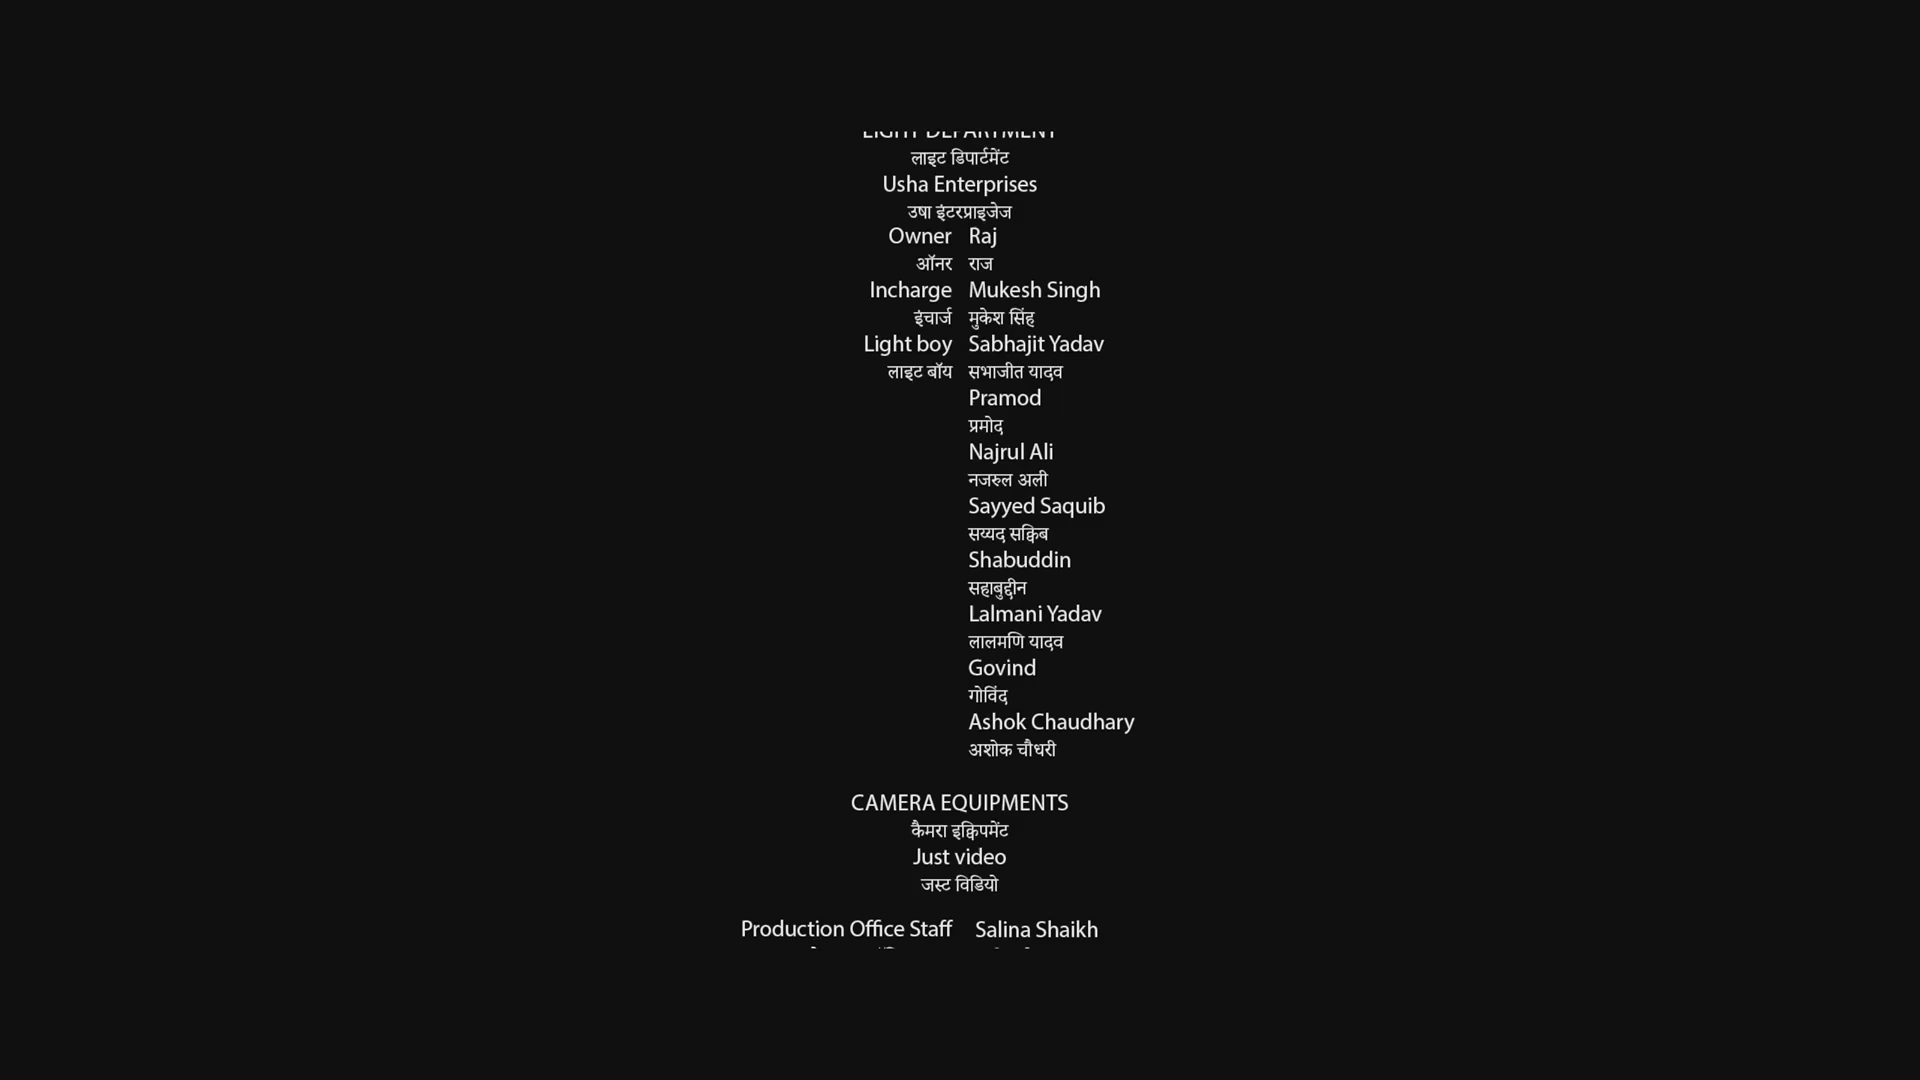 LIGHT DEPARTMENT
लाइट डिपार्टमेंट
Usha Enterprises
उषा इंटरप्राइजेज
Owner Raj
ऑनर राज
Incharge Mukesh Singh
इंचार्ज मुकेश सिंह
Light boy Sabhajit Yadav
लाइट बॉय सभाजीत यादव
Pramod
प्रमोद
Najrul Ali
नजरुल अली
Sayyed Saquib
सय्यद सक्विब
Shabuddin
सहाबुद्दीन
Lalmani Yadav
लालमणि यादव
Govind
गोविंद
Ashok Chaudhary
अशोक चौधरी
CAMERA EQUIPMENTS
कैमरा इक्विपमेंट
Just video
जस्ट विडियो
Production Office Staff Salina Shaikh